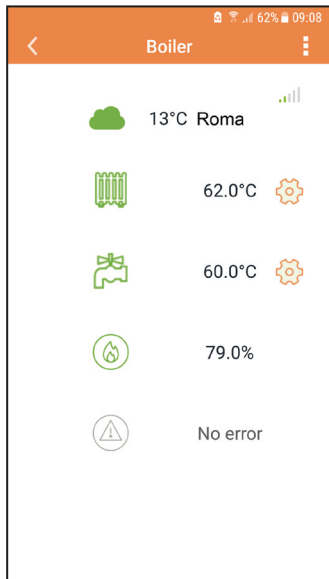 62% 09:08
Boiler
13°C Roma
62.0°C
60.0°C
79.0%
No error